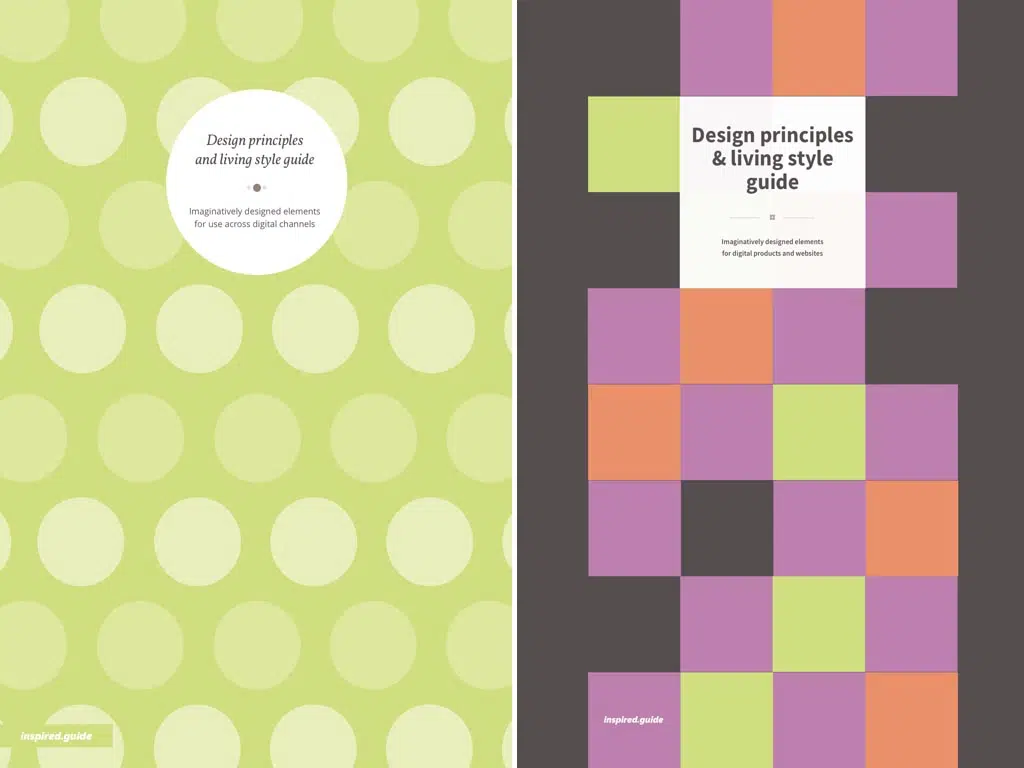 Design principles
and living style guide
Imaginatively designed elements
for use across digital channels
inspired.guide
Design principles
& living style
guide
Imaginatively designed elements
for digital products and websites
inspired.guide